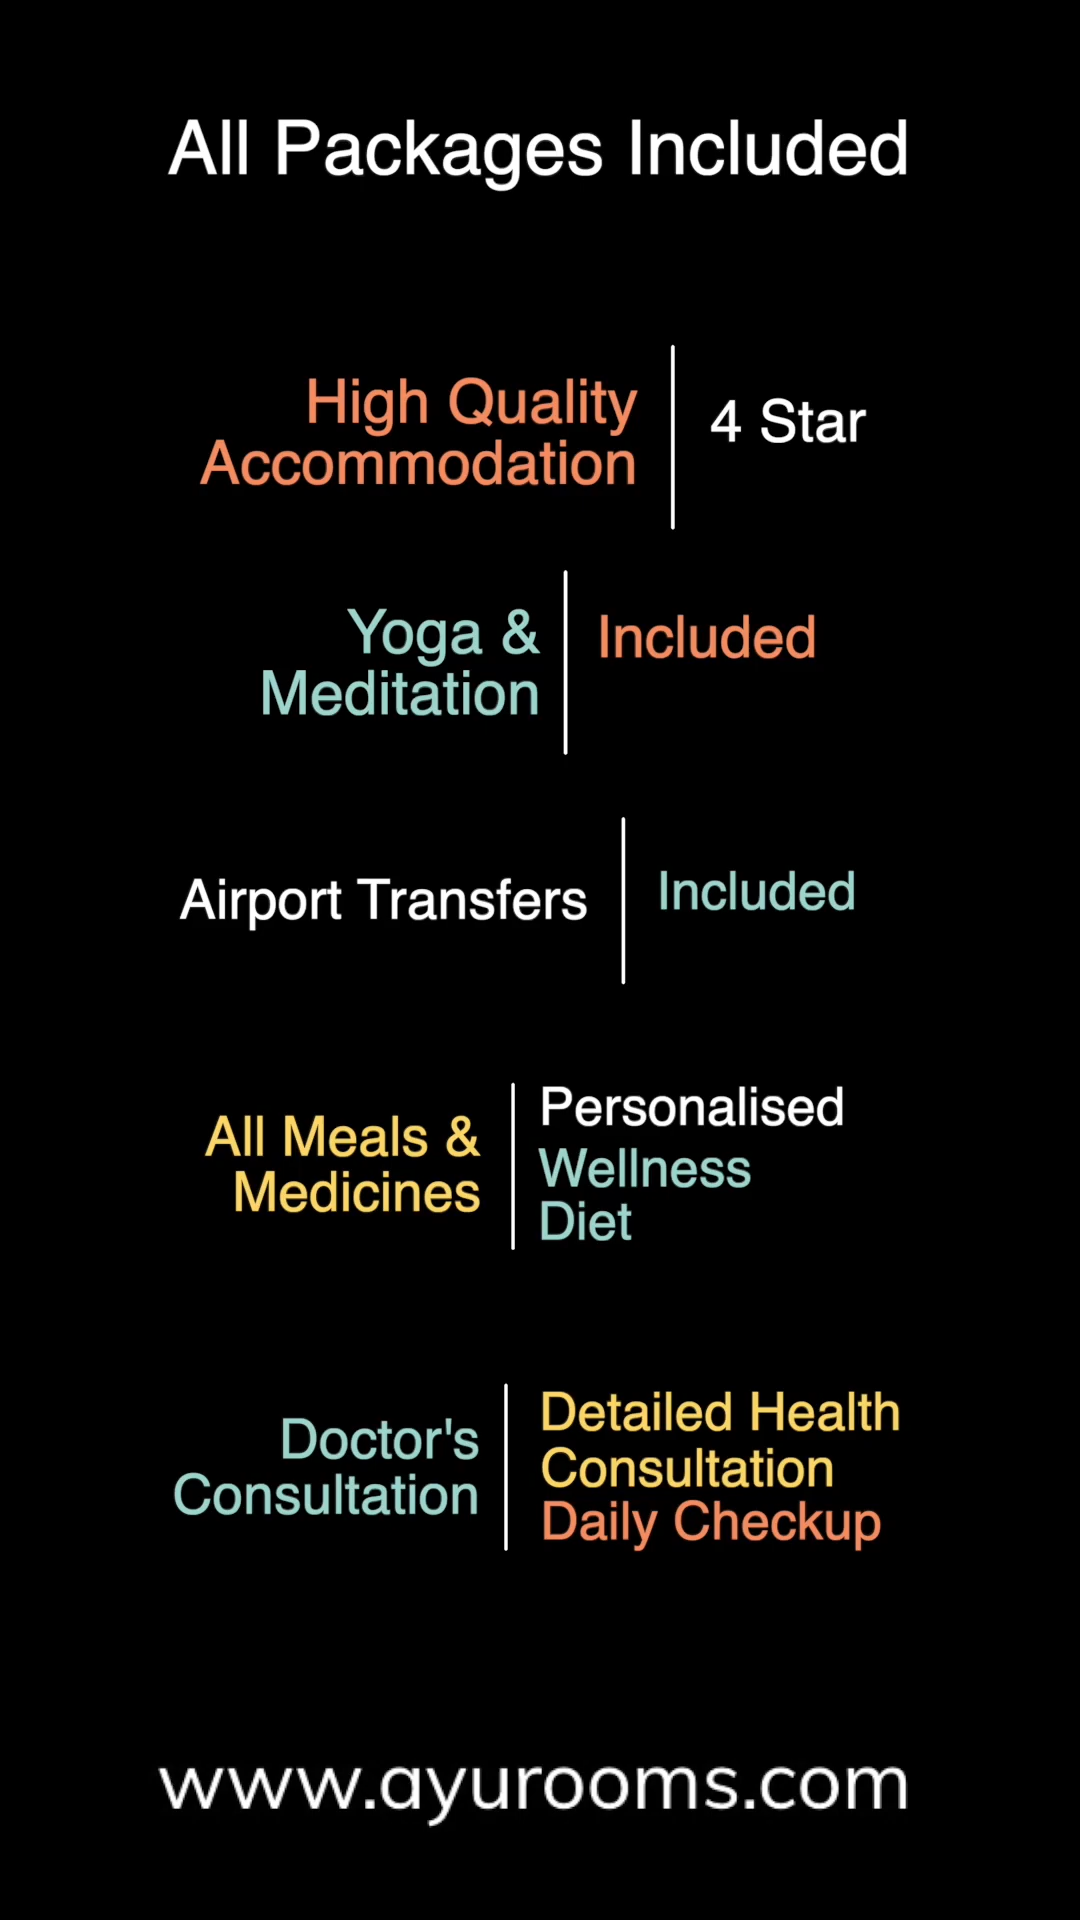 All Packages Included
High Quality
Accommodation
4 Star
Yoga &
Meditation
Included
Airport Transfers
Included
All Meals &
Medicines
Personalised
Wellness
Diet
Doctor's
Consultation
Detailed Health
Consultation
Daily Checkup
www.ayurooms.com